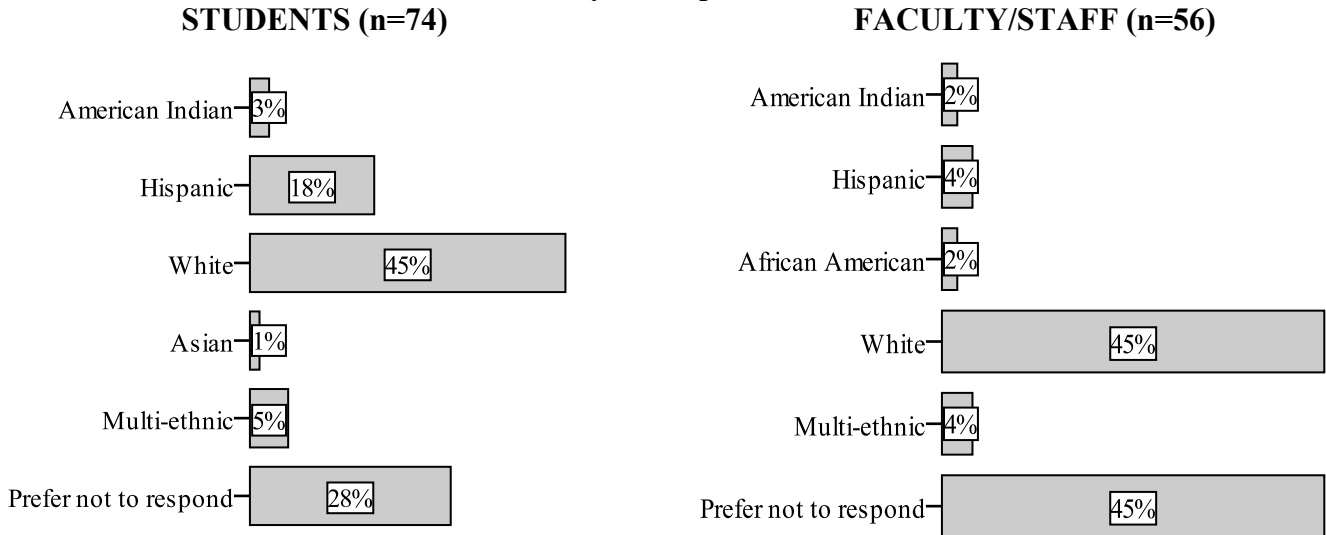 STUDENTS (n=74)
American Indian 3%
Hispanic 18%
White 45%
Asian 1%
Multi-ethnic 5%
Prefer not to respond 28%
FACULTY/STAFF (n=56)
American Indian 2%
Hispanic 4%
African American 2%
White 45%
Multi-ethnic 4%
Prefer not to respond 45%